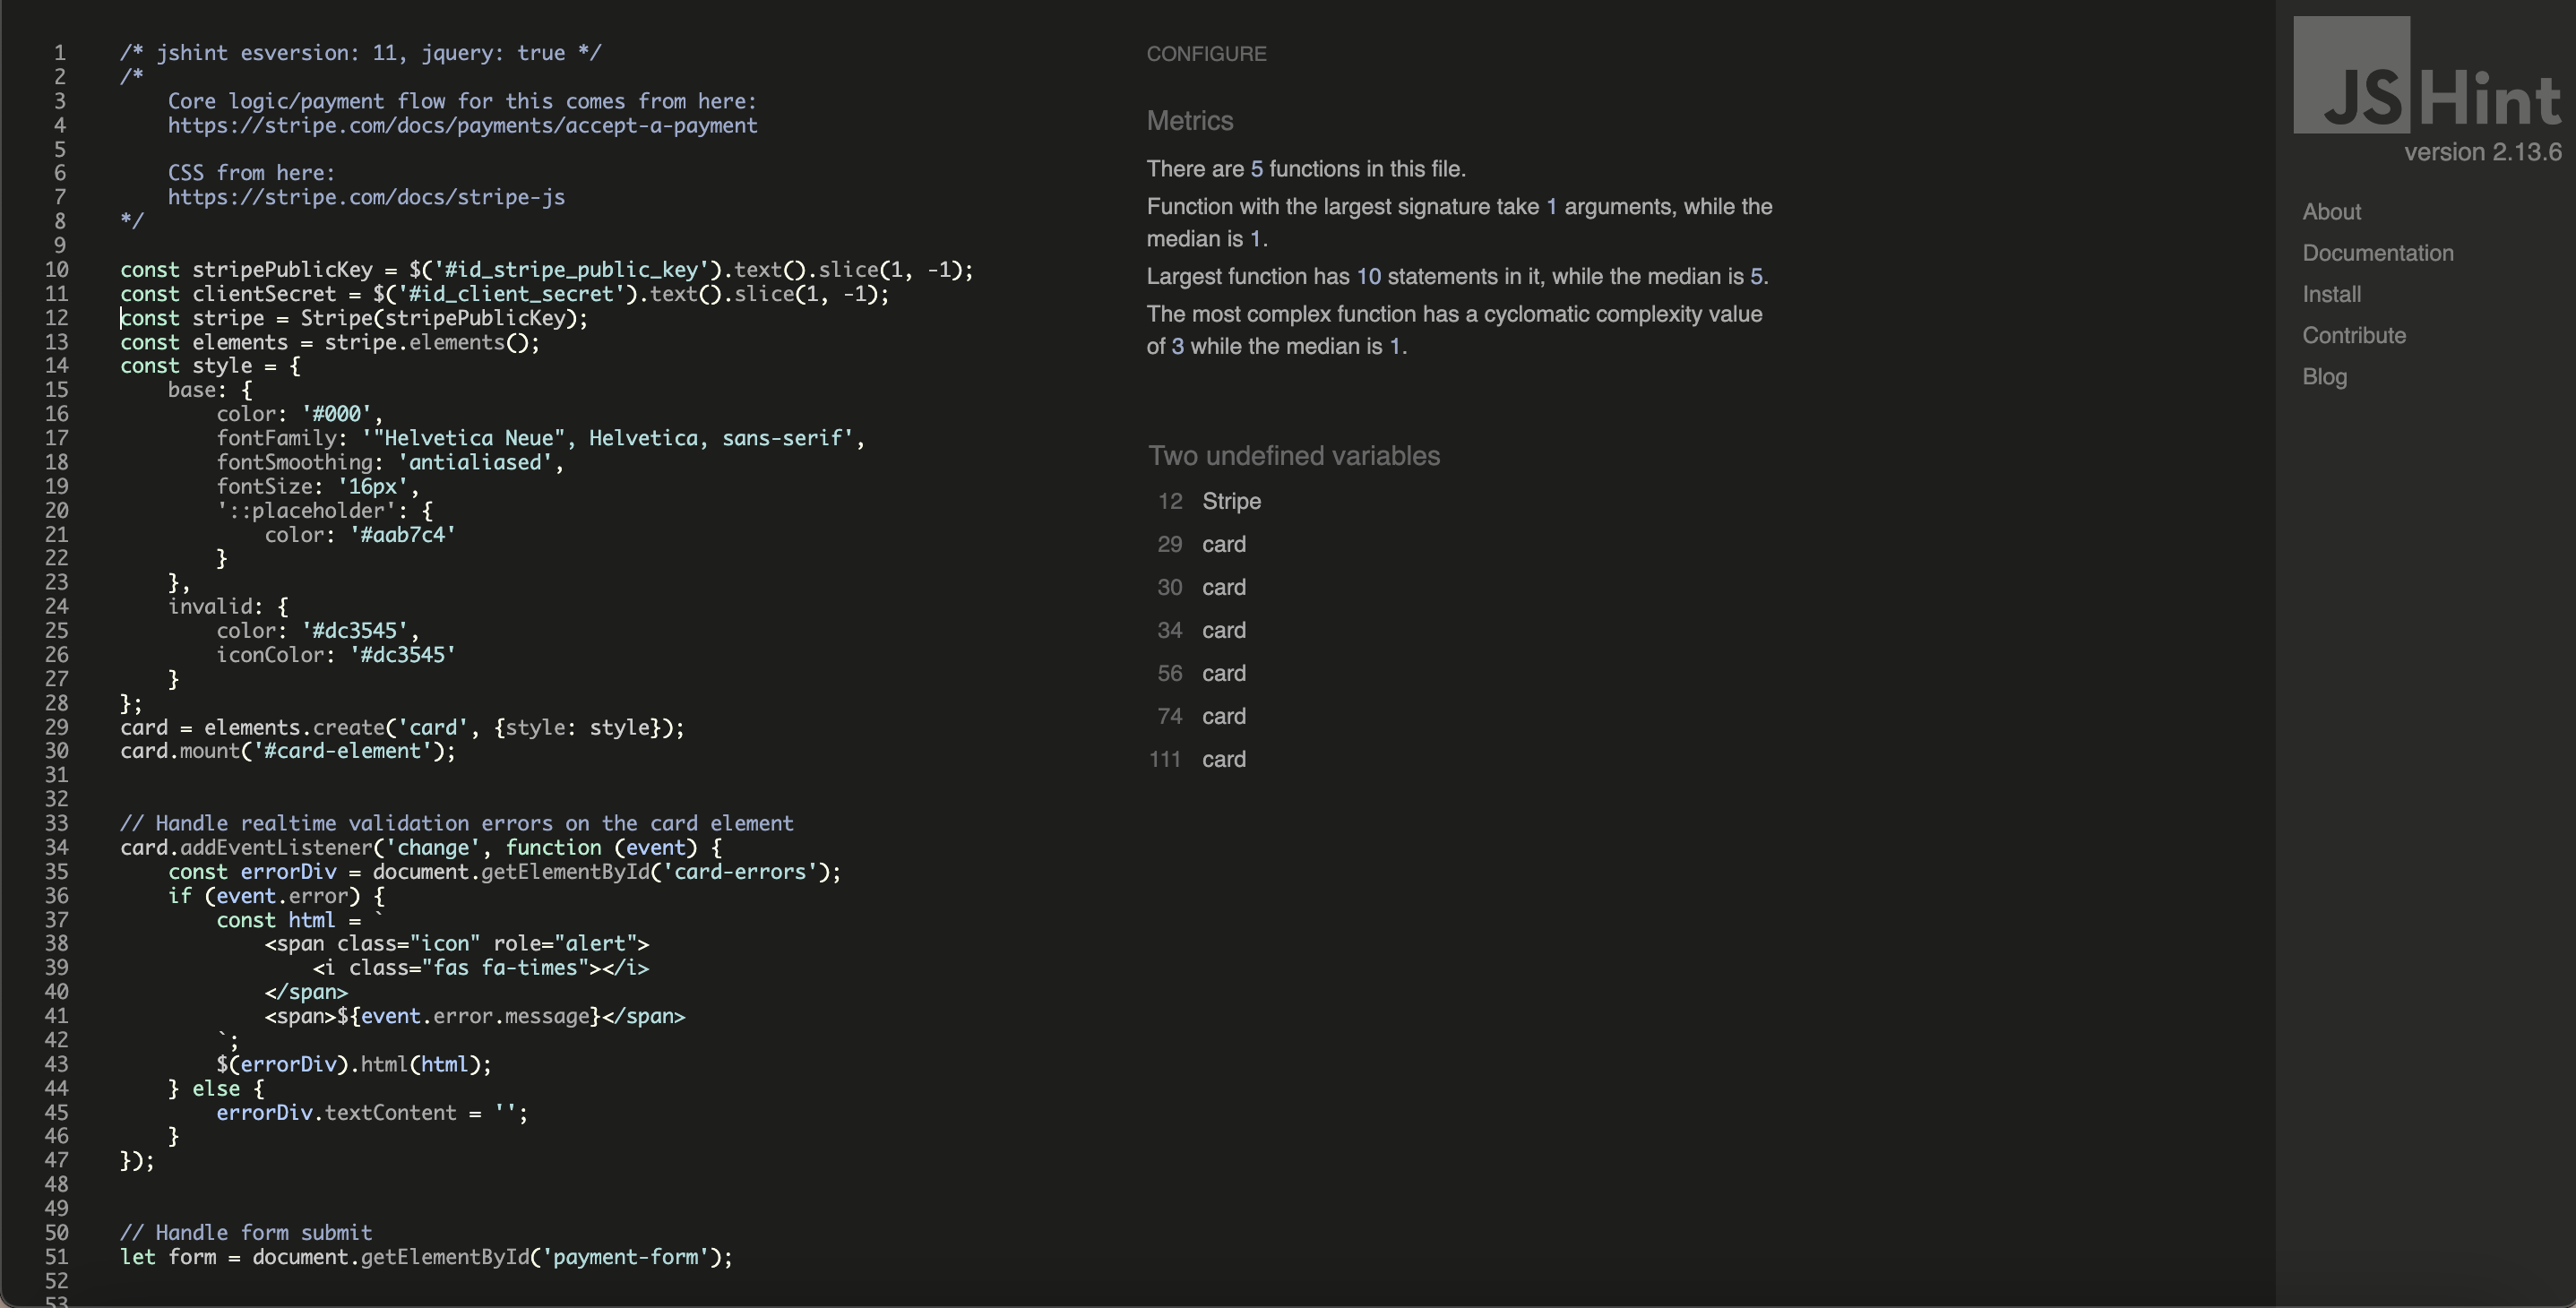 1 /* jshint esversion: 11, jquery: true */
2 /*
3 Core logic/payment flow for this comes from here:
4 https://stripe.com/docs/payments/accept-a-payment
5
6 CSS from here:
7 https://stripe.com/docs/stripe-js
8 */
9
10 const stripePublicKey = $('#id_stripe_public_key').text().slice(1, -1);
11 const clientSecret = $('#id_client_secret').text().slice(1, -1);
12 const stripe = Stripe(stripePublicKey);
13 const elements = stripe.elements();
14 const style = {
15 base: {
16 color: '#000',
17 fontFamily: '"Helvetica Neue", Helvetica, sans-serif',
18 fontSmoothing: 'antialiased',
19 fontSize: '16px',
20 '::placeholder': {
21 color: '#aab7c4'
22 }
23 },
24 invalid: {
25 color: '#dc3545',
26 iconColor: '#dc3545'
27 }
28 };
29 card = elements.create('card', {style: style});
30 card.mount('#card-element');
31
32
33 // Handle realtime validation errors on the card element
34 card.addEventListener('change', function (event) {
35 const errorDiv = document.getElementById('card-errors');
36 if (event.error) {
37 const html = `
38 <span class="icon" role="alert">
39 <i class="fas fa-times"></i>
40 </span>
41 <span>${event.error.message}</span>
42 `;
43 $(errorDiv).html(html);
44 } else {
45 errorDiv.textContent = '';
46 }
47 });
48
49
50 // Handle form submit
51 let form = document.getElementById('payment-form');
52
53
CONFIGURE
Metrics
There are 5 functions in this file.
Function with the largest signature take 1 arguments, while the
median is 1.
Largest function has 10 statements in it, while the median is 5.
The most complex function has a cyclomatic complexity value
of 3 while the median is 1.
Two undefined variables
12 Stripe
29 card
30 card
34 card
56 card
74 card
111 card
JSHint
version 2.13.6
About
Documentation
Install
Contribute
Blog